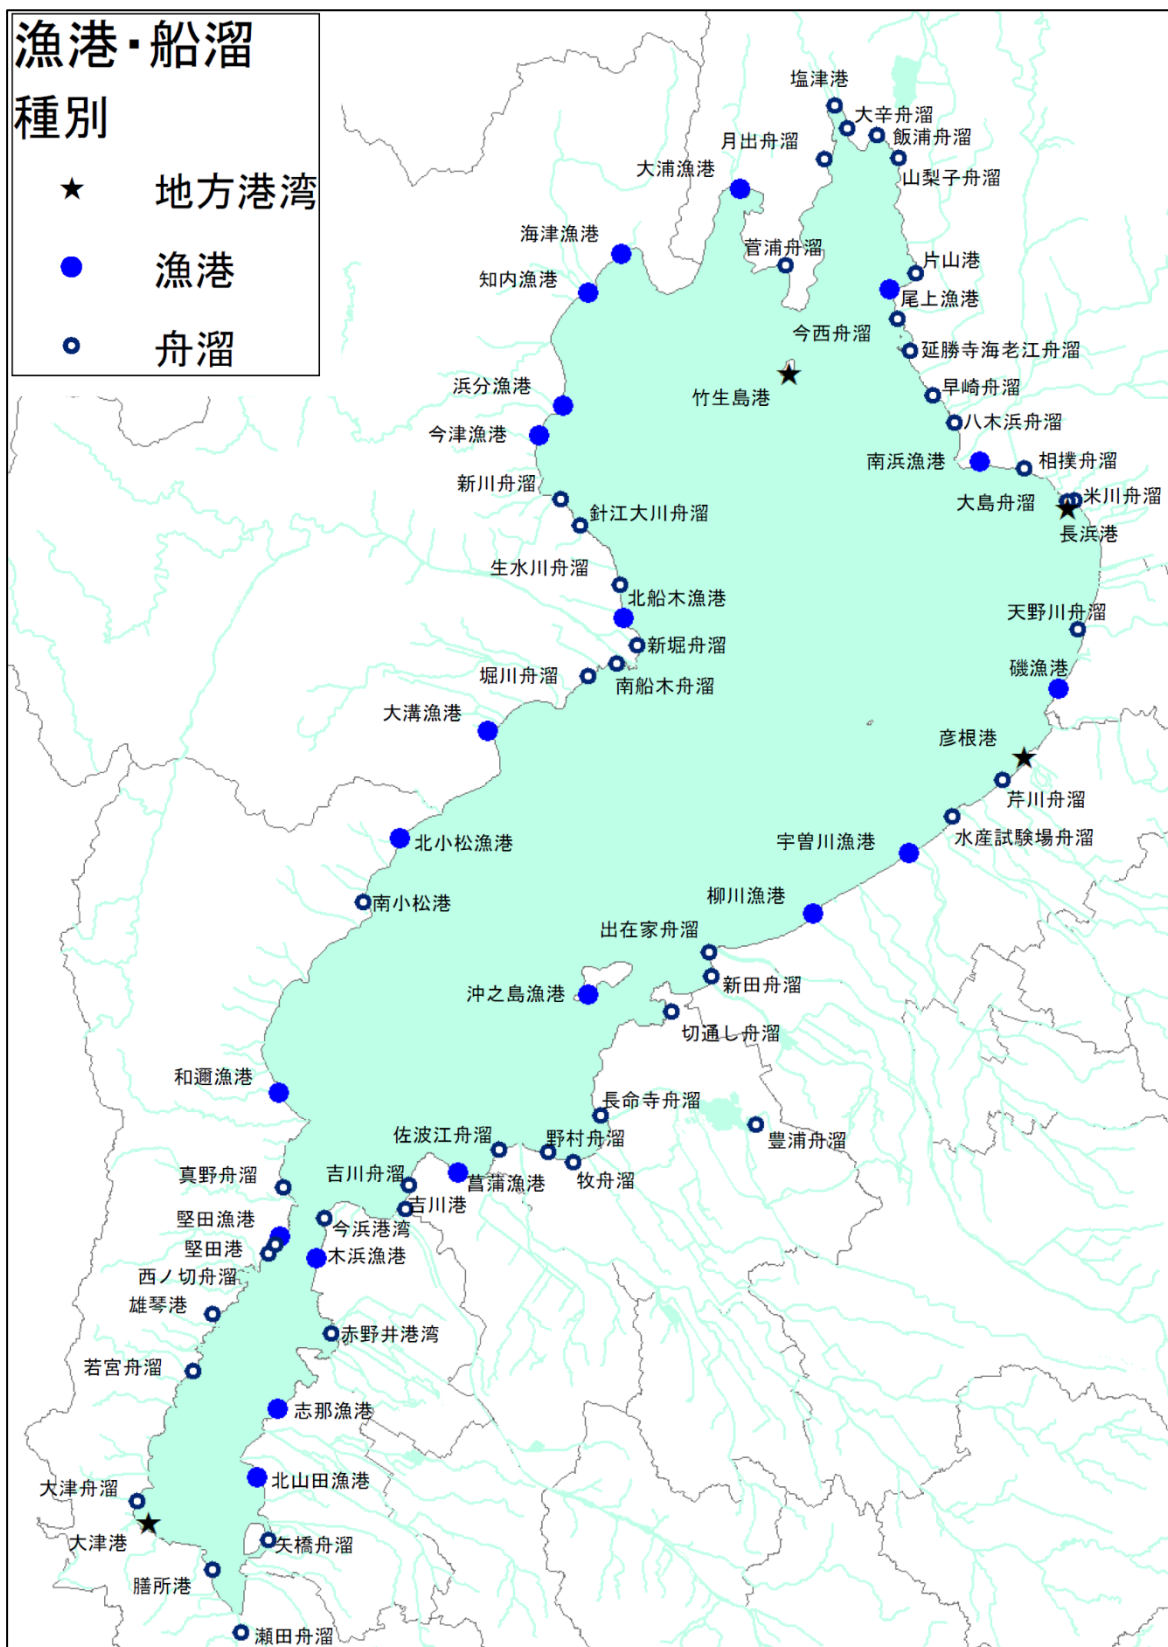 漁港・船溜
種別
地方港湾
漁港
舟溜
塩津港
大辛舟溜
飯浦舟溜
月出舟溜
山梨子舟溜
大浦漁港
海津漁港
菅浦舟溜
片山港
知内漁港
尾上漁港
今西舟溜
延勝寺海老江舟溜
浜分漁港
竹生島港
早崎舟溜
八木浜舟溜
今津漁港
南浜漁港
相撲舟溜
新川舟溜
大島舟溜
米川舟溜
針江大川舟溜
長浜港
生水川舟溜
北船木漁港
天野川舟溜
新堀舟溜
堀川舟溜
南船木舟溜
磯漁港
大溝漁港
彦根港
芹川舟溜
北小松漁港
宇曽川漁港
水産試験場舟溜
南小松港
柳川漁港
出在家舟溜
沖之島漁港
新田舟溜
切通し舟溜
和邇漁港
長命寺舟溜
佐波江舟溜
野村舟溜
豊浦舟溜
真野舟溜
吉川舟溜
菖蒲漁港
牧舟溜
吉川港
堅田漁港
今浜港湾
堅田港
木浜漁港
西ノ切舟溜
雄琴港
赤野井港湾
若宮舟溜
志那漁港
北山田漁港
大津舟溜
大津港
矢橋舟溜
膳所港
瀬田舟溜